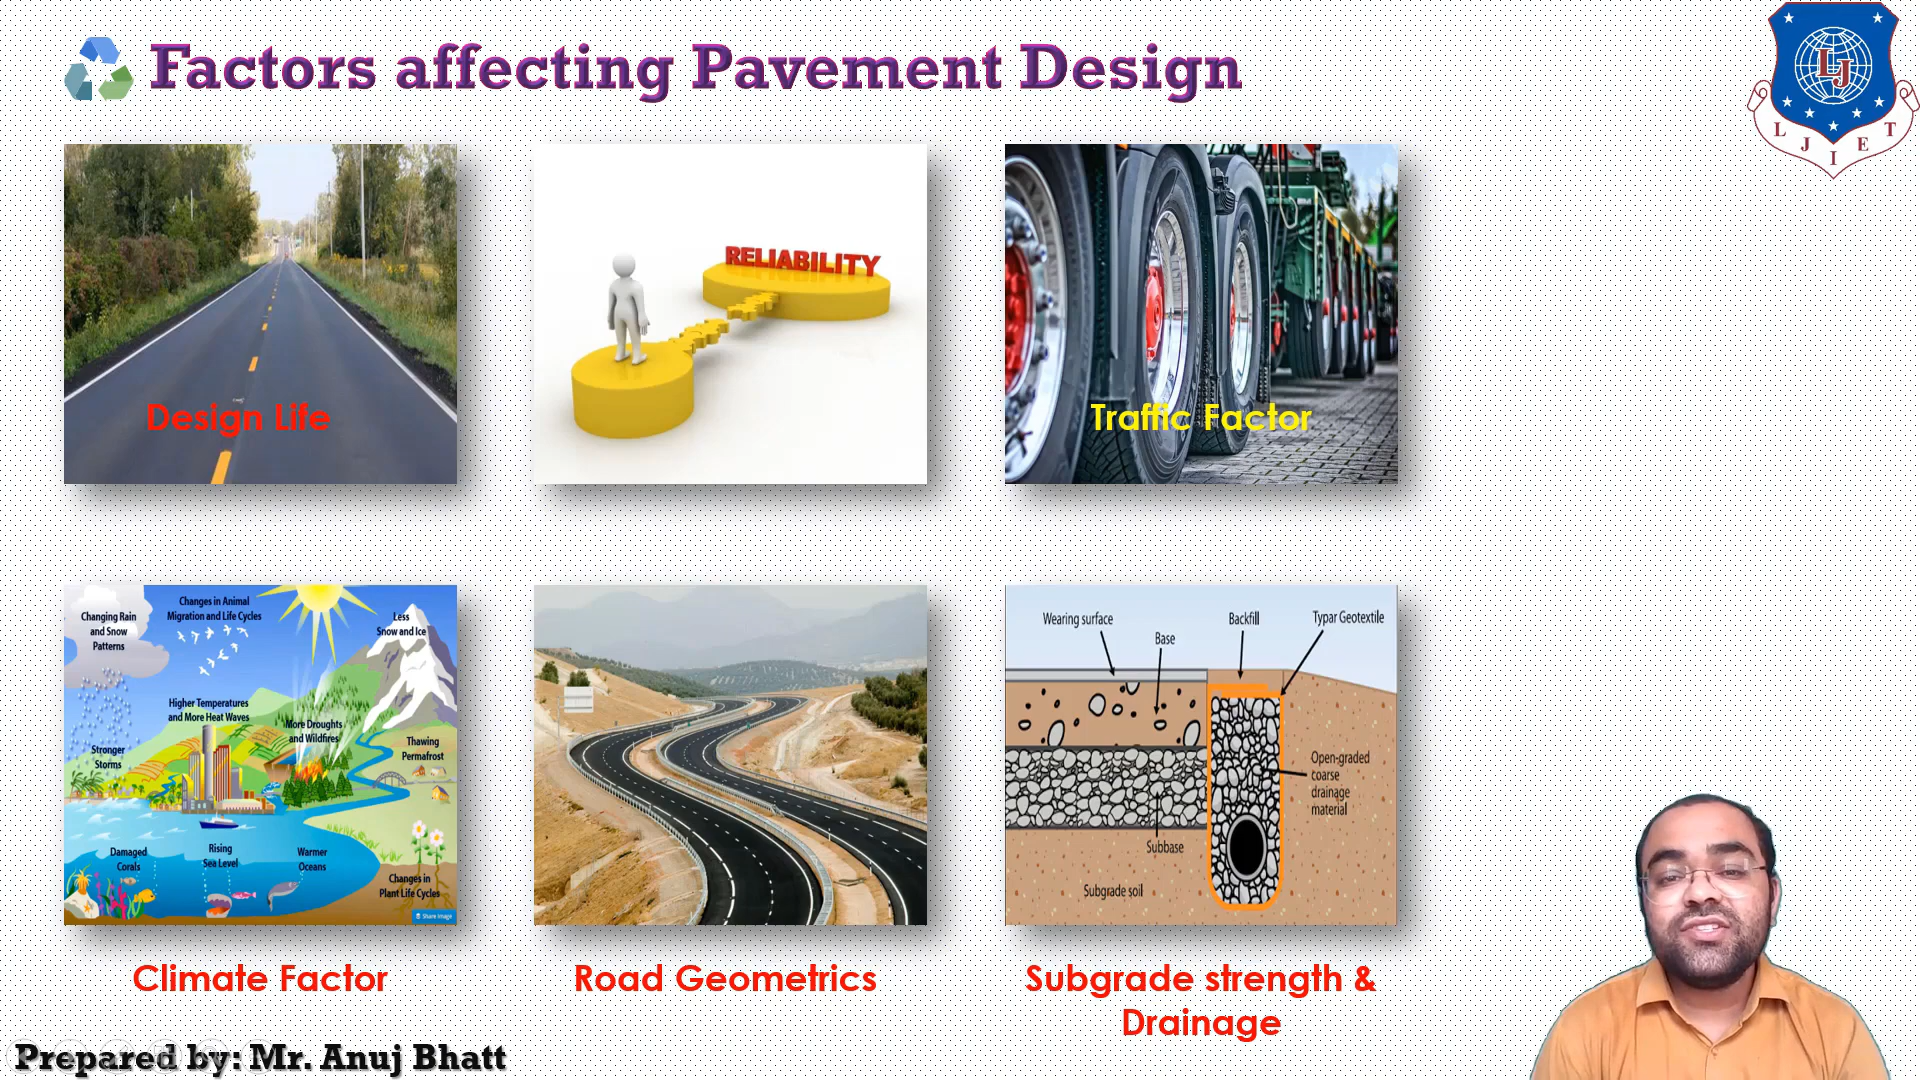 Factors affecting Pavement Design
LJ
L J I E T
Design Life
RELIABILITY
Traffic Factor
Changing Rain
and Snow
Patterns
Changes in Animal
Migration and Life Cycles
Less
Snow and Ice
Higher Temperatures
and More Heat Waves
More Droughts
and Wildfires
Stronger
Storms
Thawing
Permafrost
Damaged
Corals
Rising
Sea Level
Warmer
Oceans
Changes in
Plant Life Cycles
Share Image
Wearing surface
Base
Backfill
Typar Geotextile
Open-graded
coarse
drainage
material
Subbase
Subgrade soil
Climate Factor
Road Geometrics
Subgrade strength &
Drainage
Prepared by: Mr. Anuj Bhatt